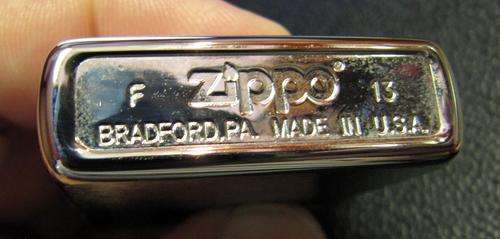 F Zippo® 13
BRADFORD.PA. MADE IN U.S.A.